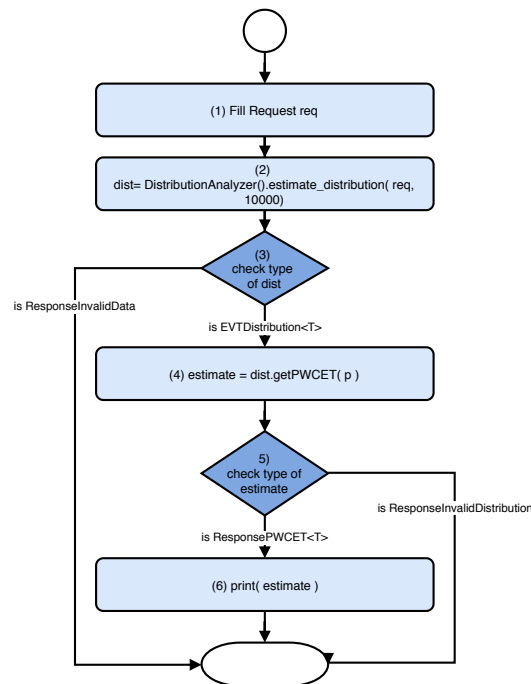 (1) Fill Request req
(2)
dist= DistributionAnalyzer().estimate_distribution( req,
10000)
(3)
check type
of dist
is ResponseInvalidData
is EVTDistribution<T>
(4) estimate = dist.getPWCET( p )
5)
check type of
estimate
is ResponseInvalidDistribution
is ResponsePWCET<T>
(6) print( estimate )